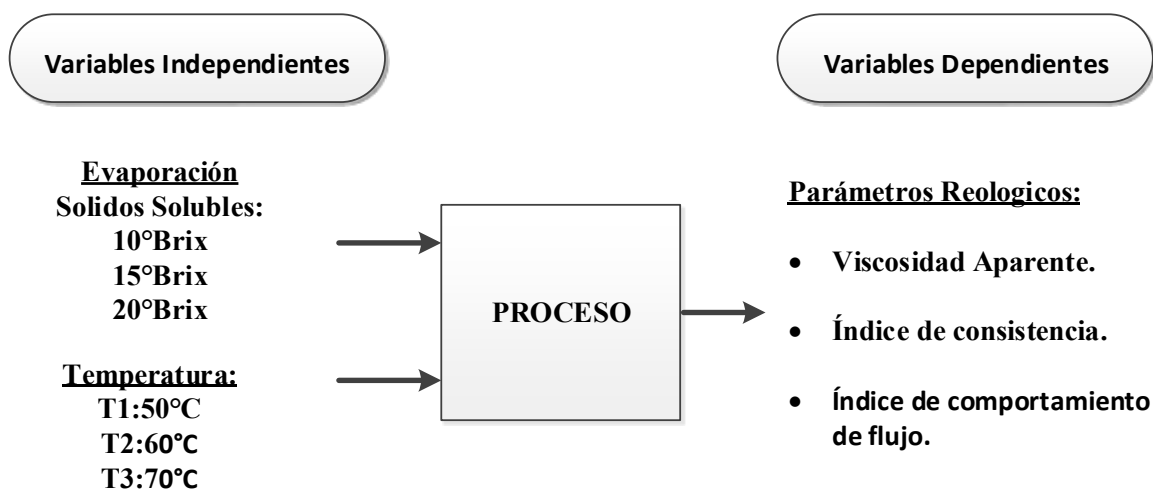 Variables Independientes
Variables Dependientes
Evaporación
Solidos Solubles:
10°Brix
15°Brix
20°Brix
Temperatura:
T1:50°C
T2:60°C
T3:70°C
PROCESO
Parámetros Reologicos:
• Viscosidad Aparente.
• Índice de consistencia.
• Índice de comportamiento
de flujo.